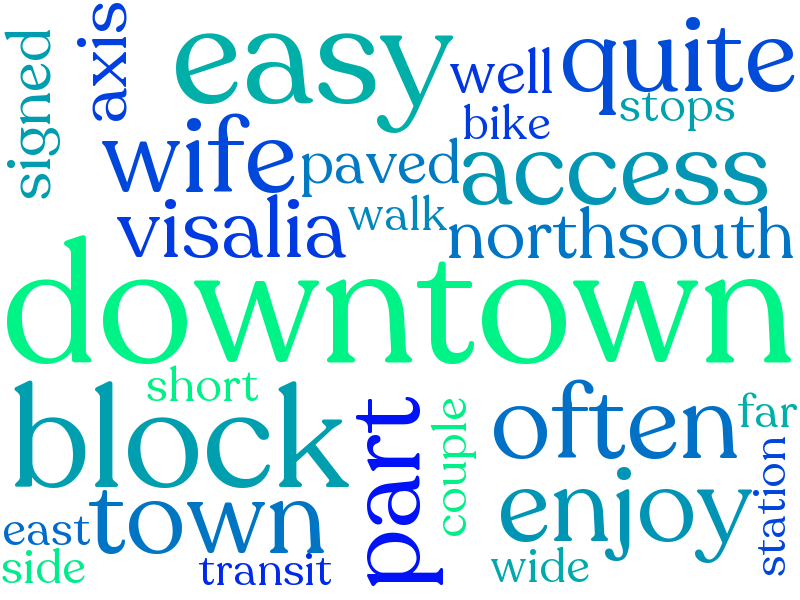 signed
axis
easy
well
quite
stops
bike
wife
paved
access
visalia
walk
northsouth
downtown
short
block
part
couple
often
far
town
east
enjoy
station
side
transit
wide